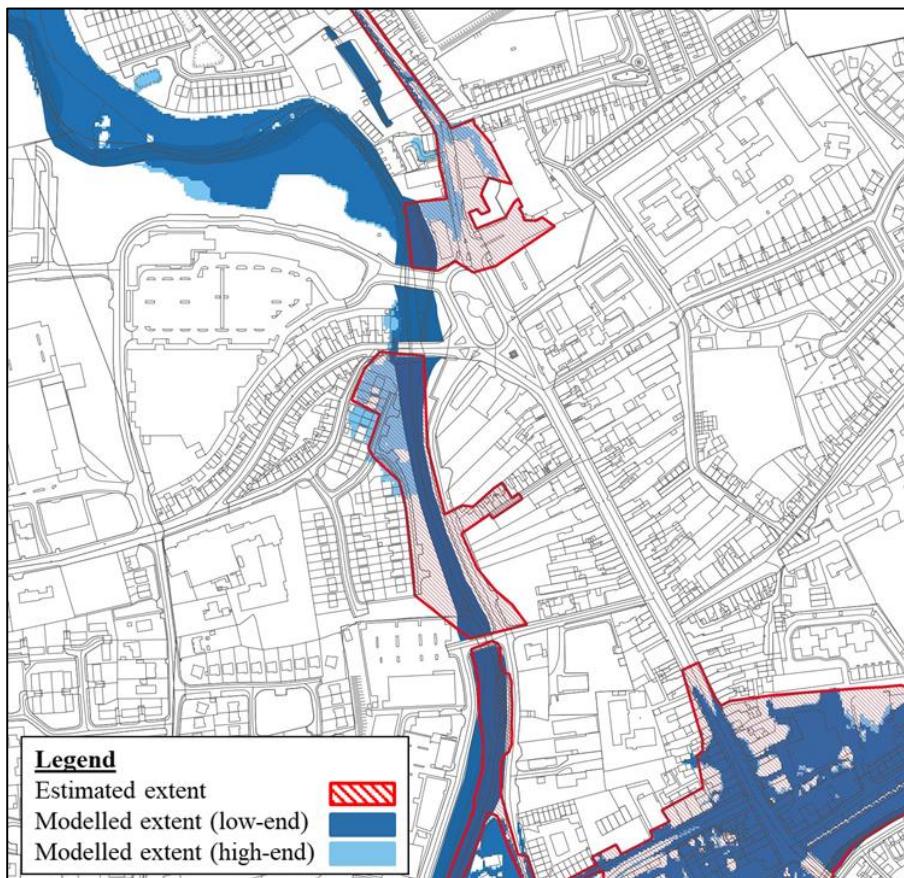 Legend
Estimated extent
Modelled extent (low-end)
Modelled extent (high-end)